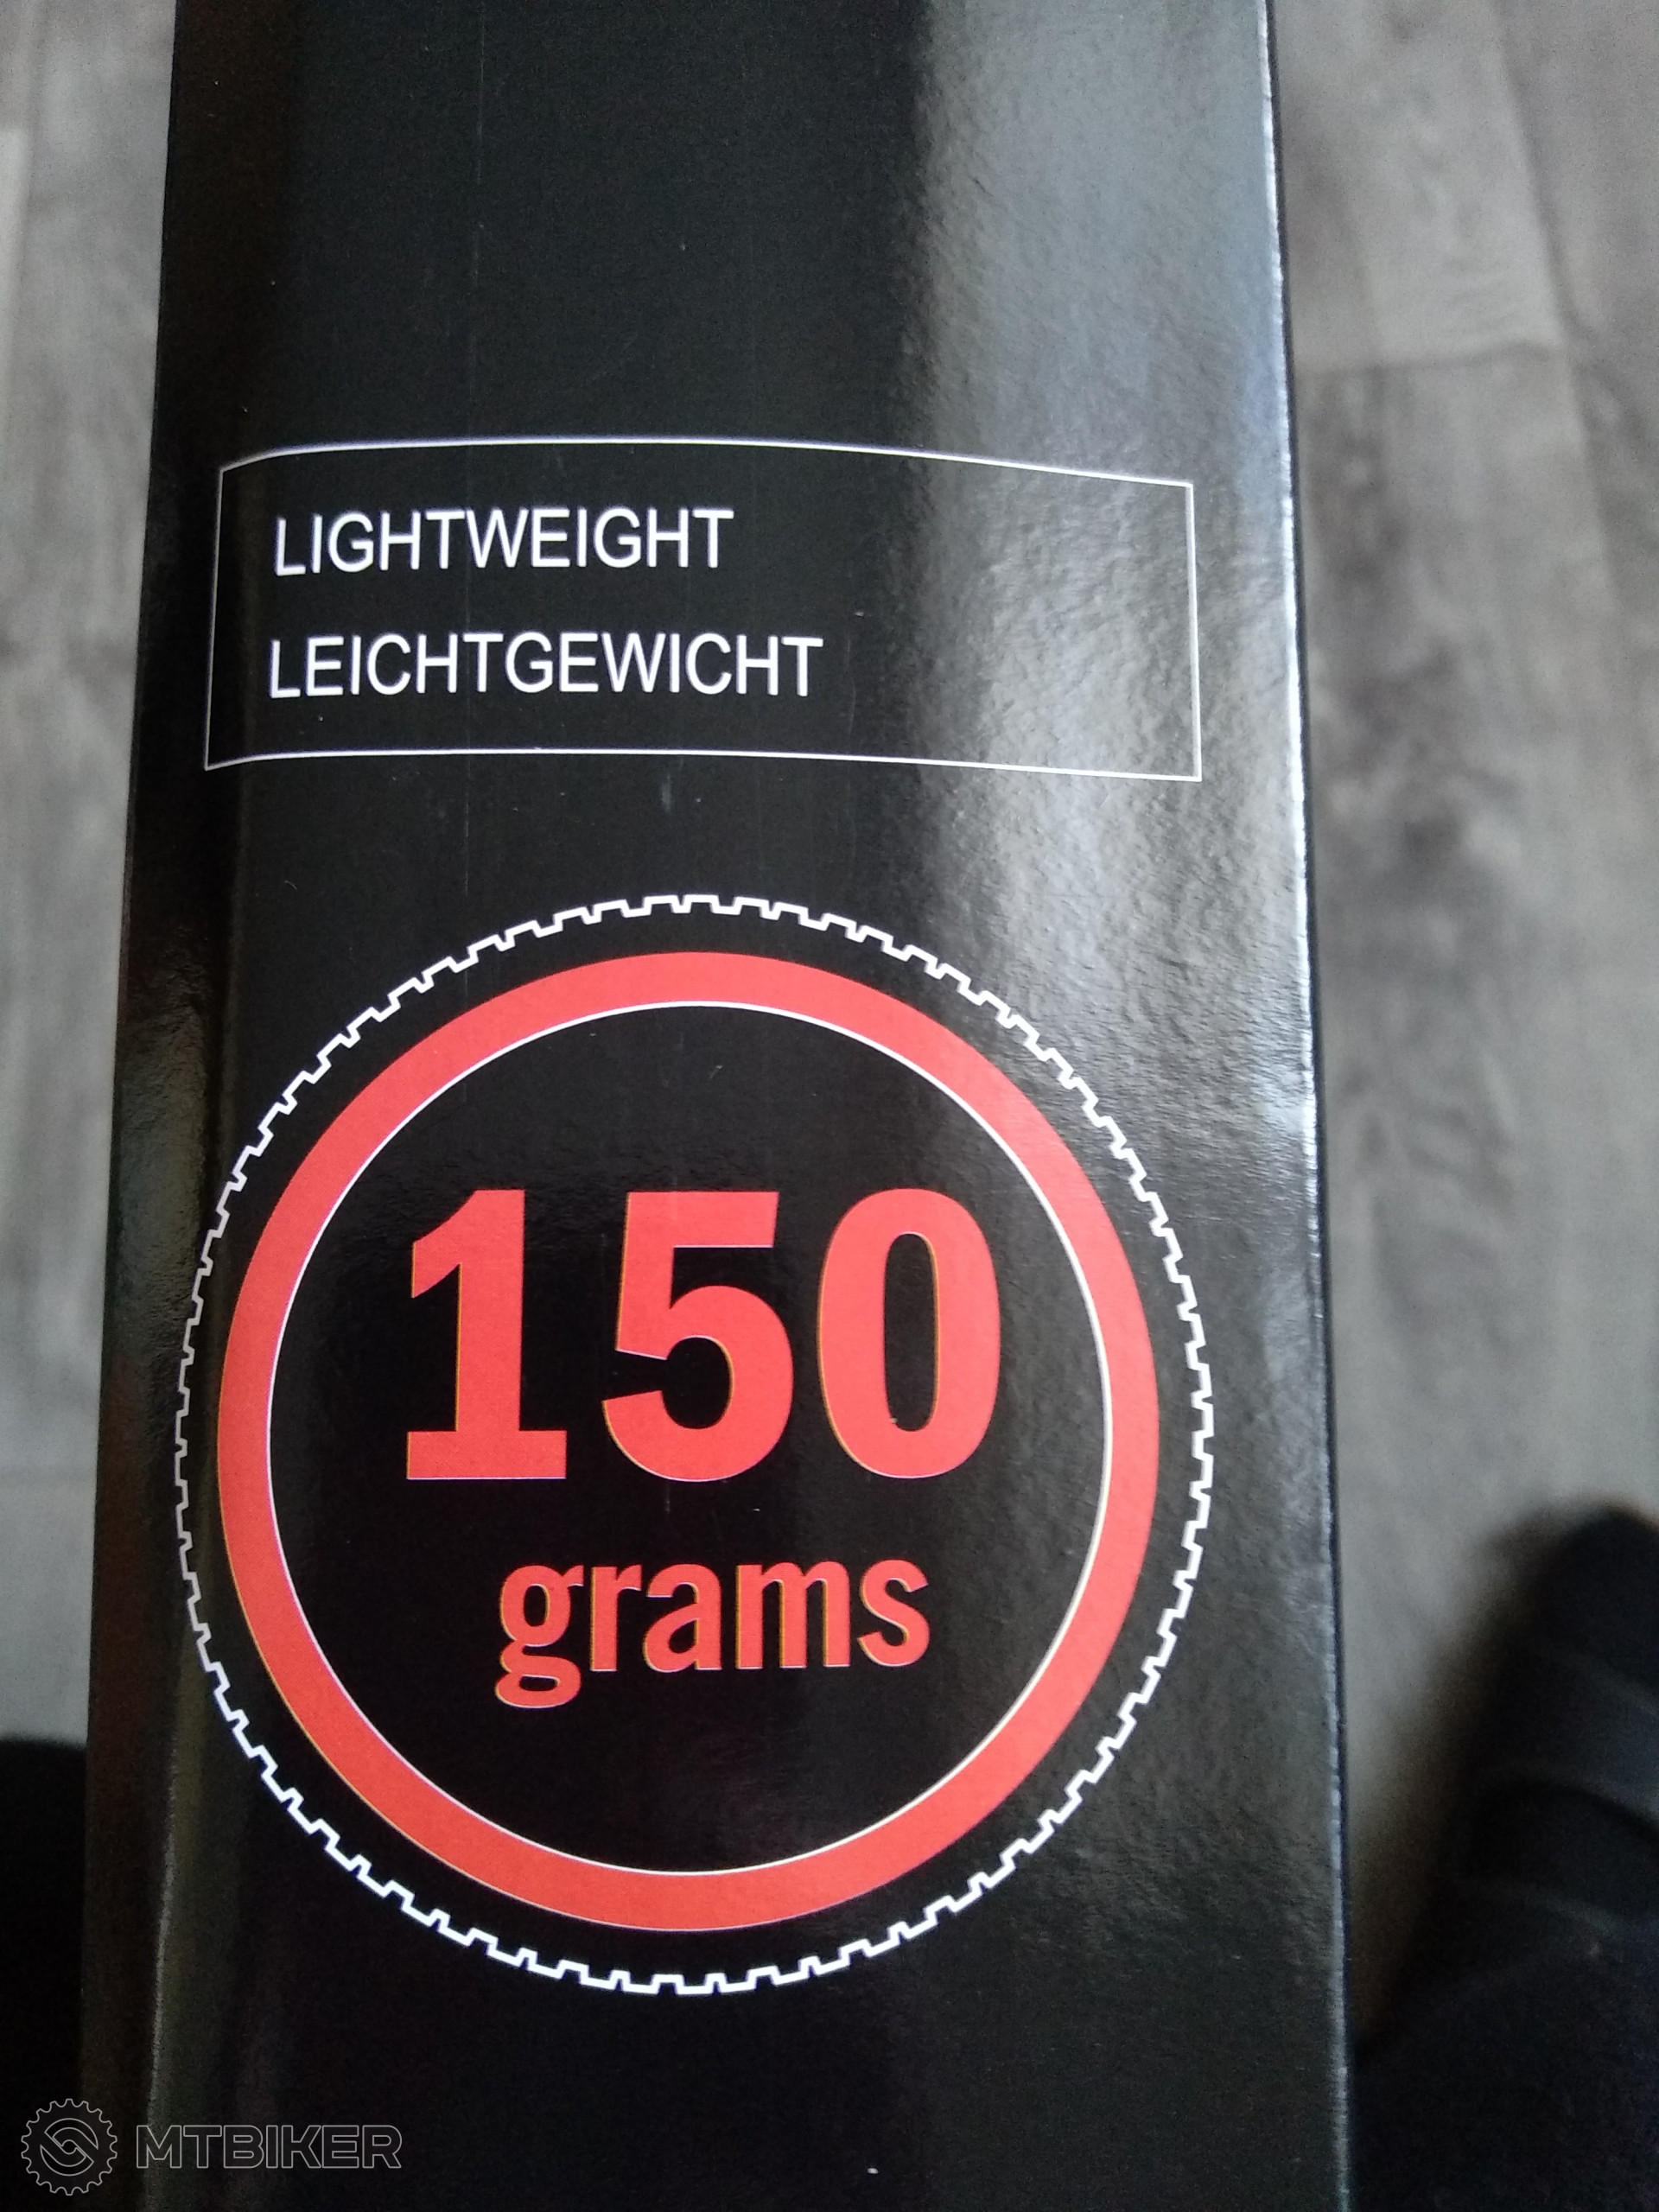 LIGHTWEIGHT
LEICHTGEWICHT
150
grams
MTBIKER